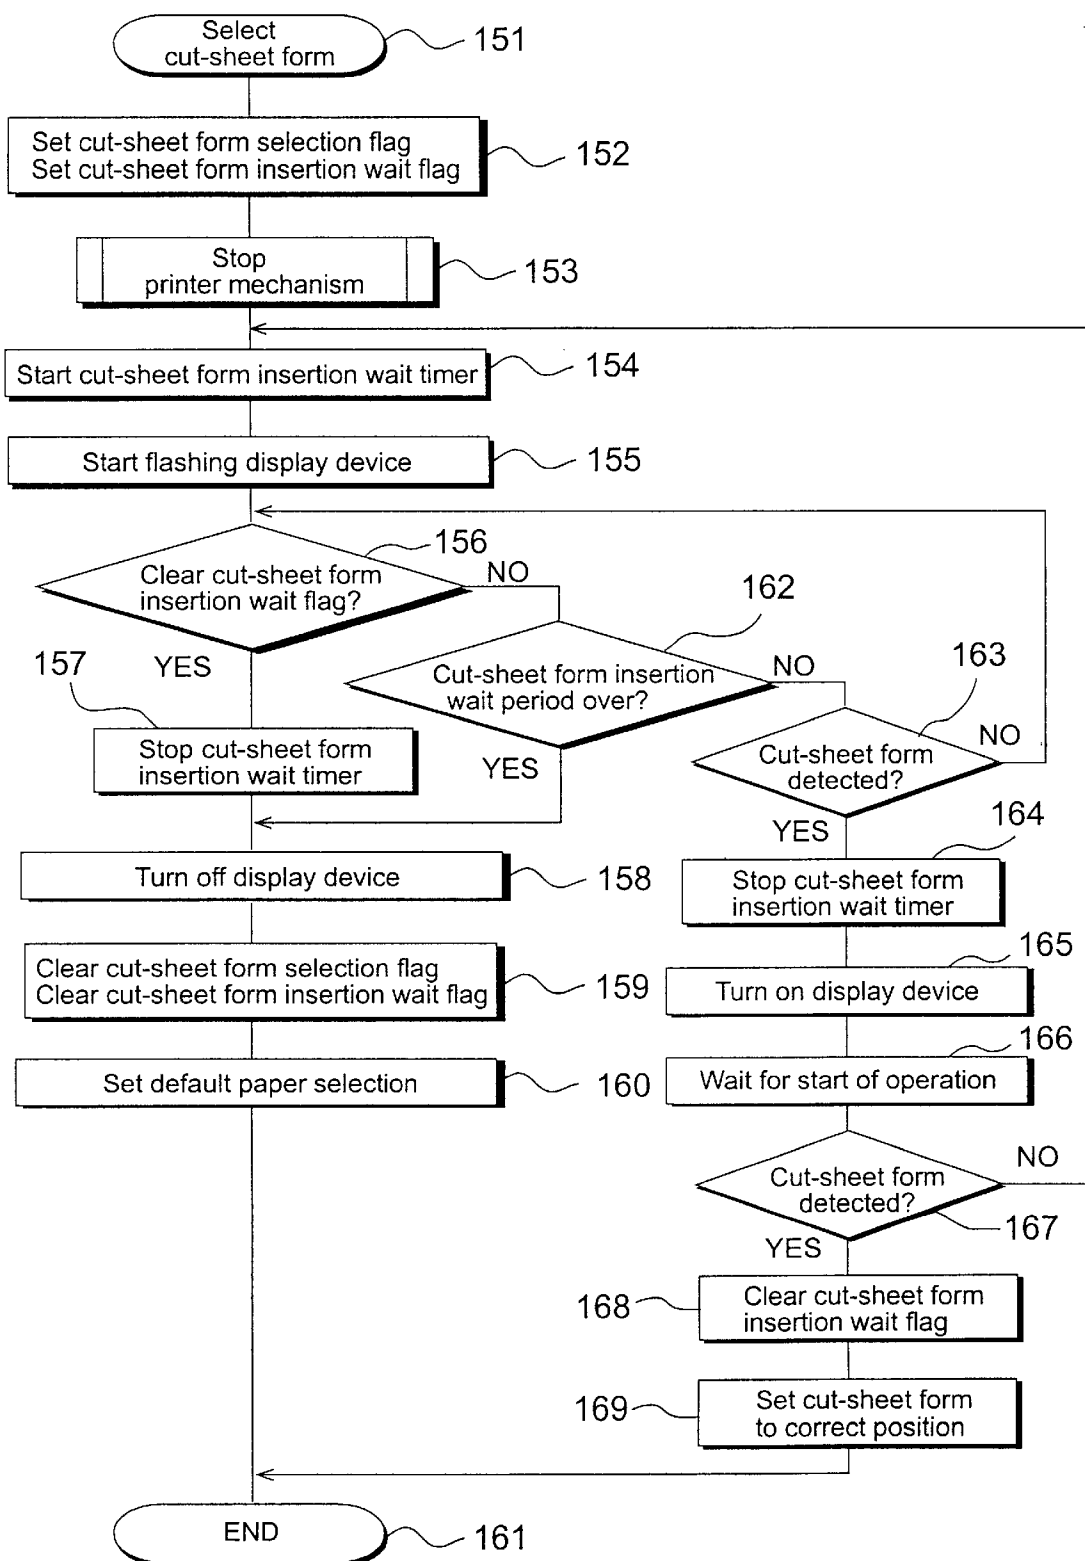 Select
cut-sheet form
151
Set cut-sheet form selection flag
Set cut-sheet form insertion wait flag
152
Stop
printer mechanism
153
Start cut-sheet form insertion wait timer
154
Start flashing display device
155
156
Clear cut-sheet form
insertion wait flag?
NO
YES
162
Cut-sheet form insertion
wait period over?
NO
YES
163
Cut-sheet form
detected?
NO
YES
157
Stop cut-sheet form
insertion wait timer
Turn off display device
158
Clear cut-sheet form selection flag
Clear cut-sheet form insertion wait flag
159
Set default paper selection
160
164
Stop cut-sheet form
insertion wait timer
165
Turn on display device
166
Wait for start of operation
Cut-sheet form
detected?
NO
167
YES
168
Clear cut-sheet form
insertion wait flag
169
Set cut-sheet form
to correct position
END
161